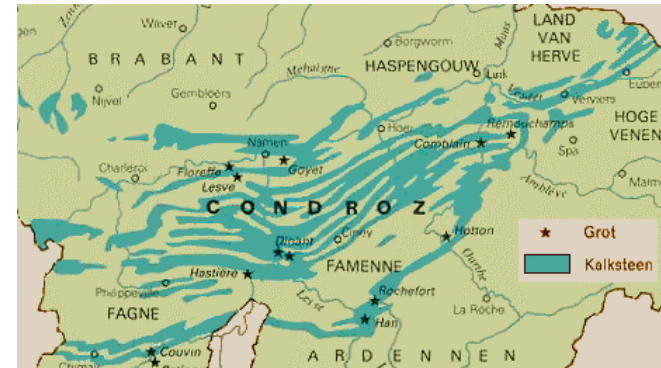 LAND
VAN
HERVE
Wavet
Borgworm
Maas
BRABANT
HASPENGOUW
Luik
Mehaigne
Vesder
Eupen
Nijvel
Gembloers
Verviers
HOGE
VENEN
Hoei
Remouchamps
Comblain
Namen
Spa
Charleroi
Floreffe
Goyet
Lesve
Amblève
Malm
CONDROZ
Dinant
Ciney
Hotton
Grot
FAMENNE
Hastière
Ourthe
Kalksteen
Philippeville
Lesse
Rochefort
La Roche
FAGNE
Han
Couvin
Chimay
ARDENNEN